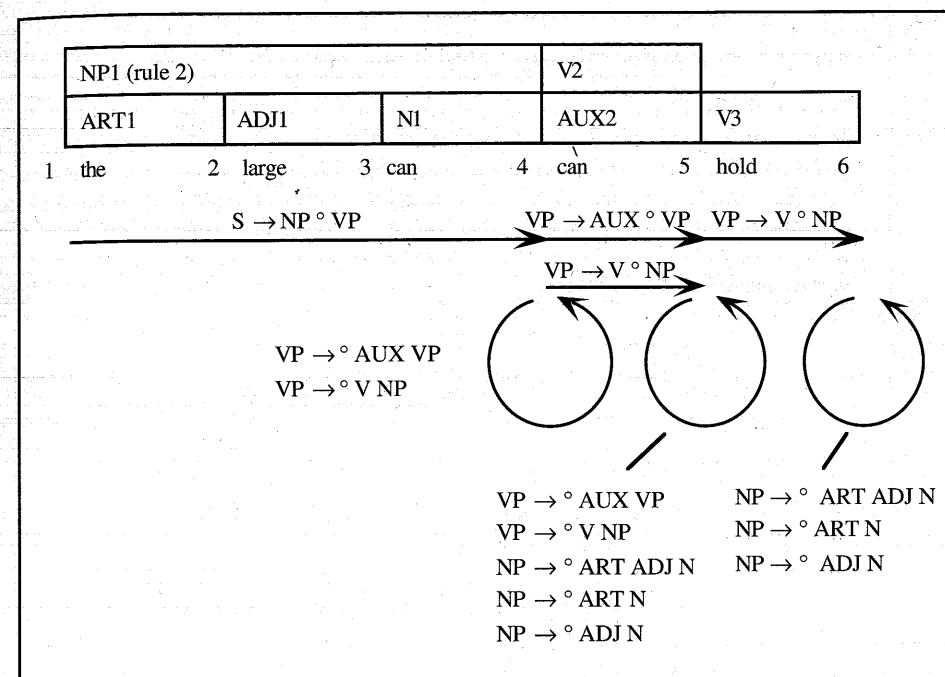 NP1 (rule 2) V2
ART1 ADJ1 N1 AUX2 V3
1 the 2 large 3 can 4 can 5 hold 6
S → NP ° VP VP → AUX ° VP VP → V ° NP
VP → V ° NP
VP → ° AUX VP
VP → ° V NP
VP → ° AUX VP
VP → ° V NP
NP → ° ART ADJ N
NP → ° ART N
NP → ° ADJ N
NP → ° ART ADJ N
NP → ° ART N
NP → ° ADJ N